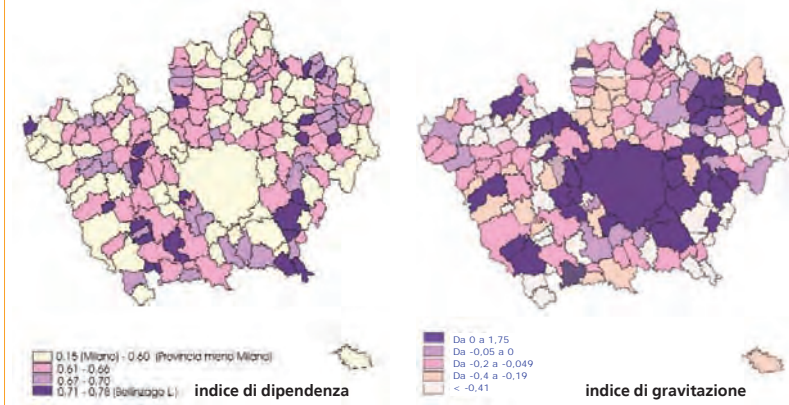 0.15 (Milano) - 0.60 (Provincia meno Milano)
0.61 - 0.66
0.67 - 0.70
0.71 - 0.78 (Bellinzago L.)
indice di dipendenza
Da 0 a 1,75
Da -0,05 a 0
Da -0,2 a -0,049
Da -0,4 a -0,19
< -0,41
indice di gravitazione